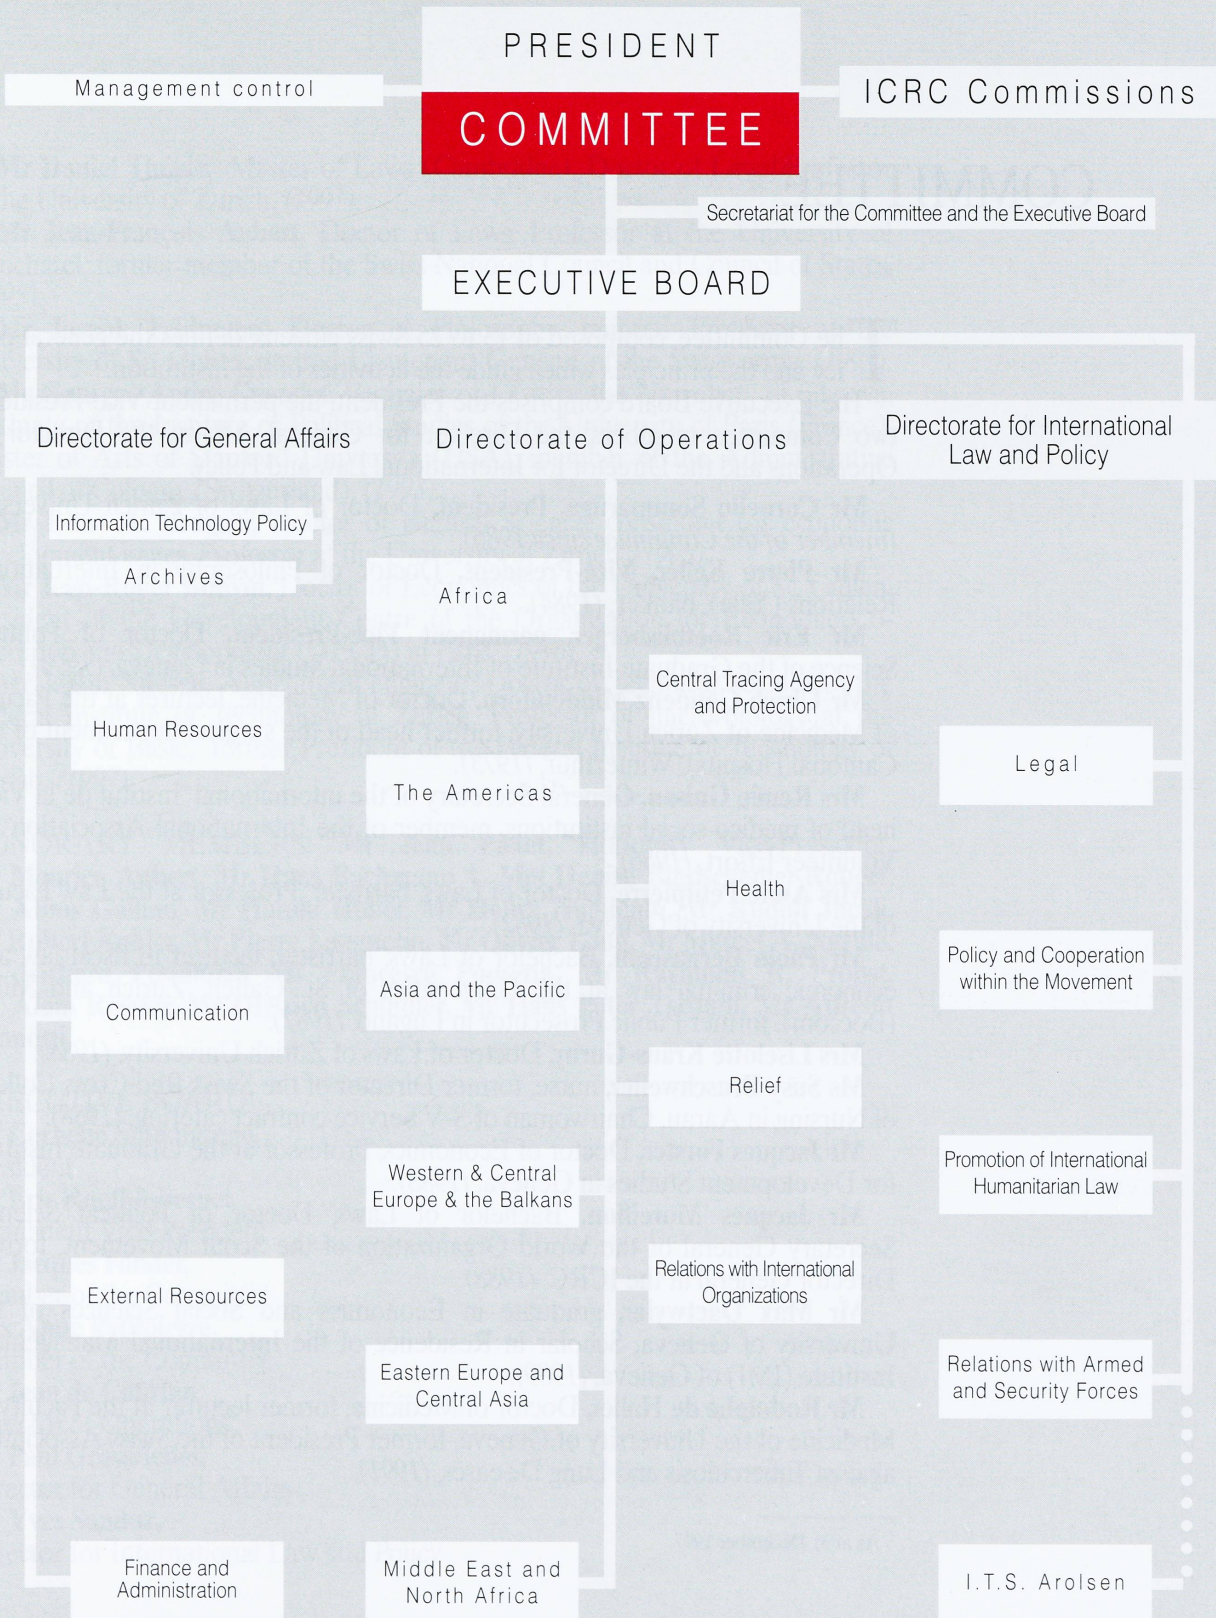 PRESIDENT
Management control
ICRC Commissions
COMMITTEE
Secretariat for the Committee and the Executive Board
EXECUTIVE BOARD
Directorate for General Affairs
Directorate of Operations
Directorate for International
Law and Policy
Information Technology Policy
Archives
Human Resources
Communication
External Resources
Finance and
Administration
Africa
Central Tracing Agency
and Protection
The Americas
Health
Asia and the Pacific
Relief
Western & Central
Europe & the Balkans
Relations with International
Organizations
Eastern Europe and
Central Asia
Middle East and
North Africa
Legal
Policy and Cooperation
within the Movement
Promotion of International
Humanitarian Law
Relations with Armed
and Security Forces
I.T.S. Arolsen